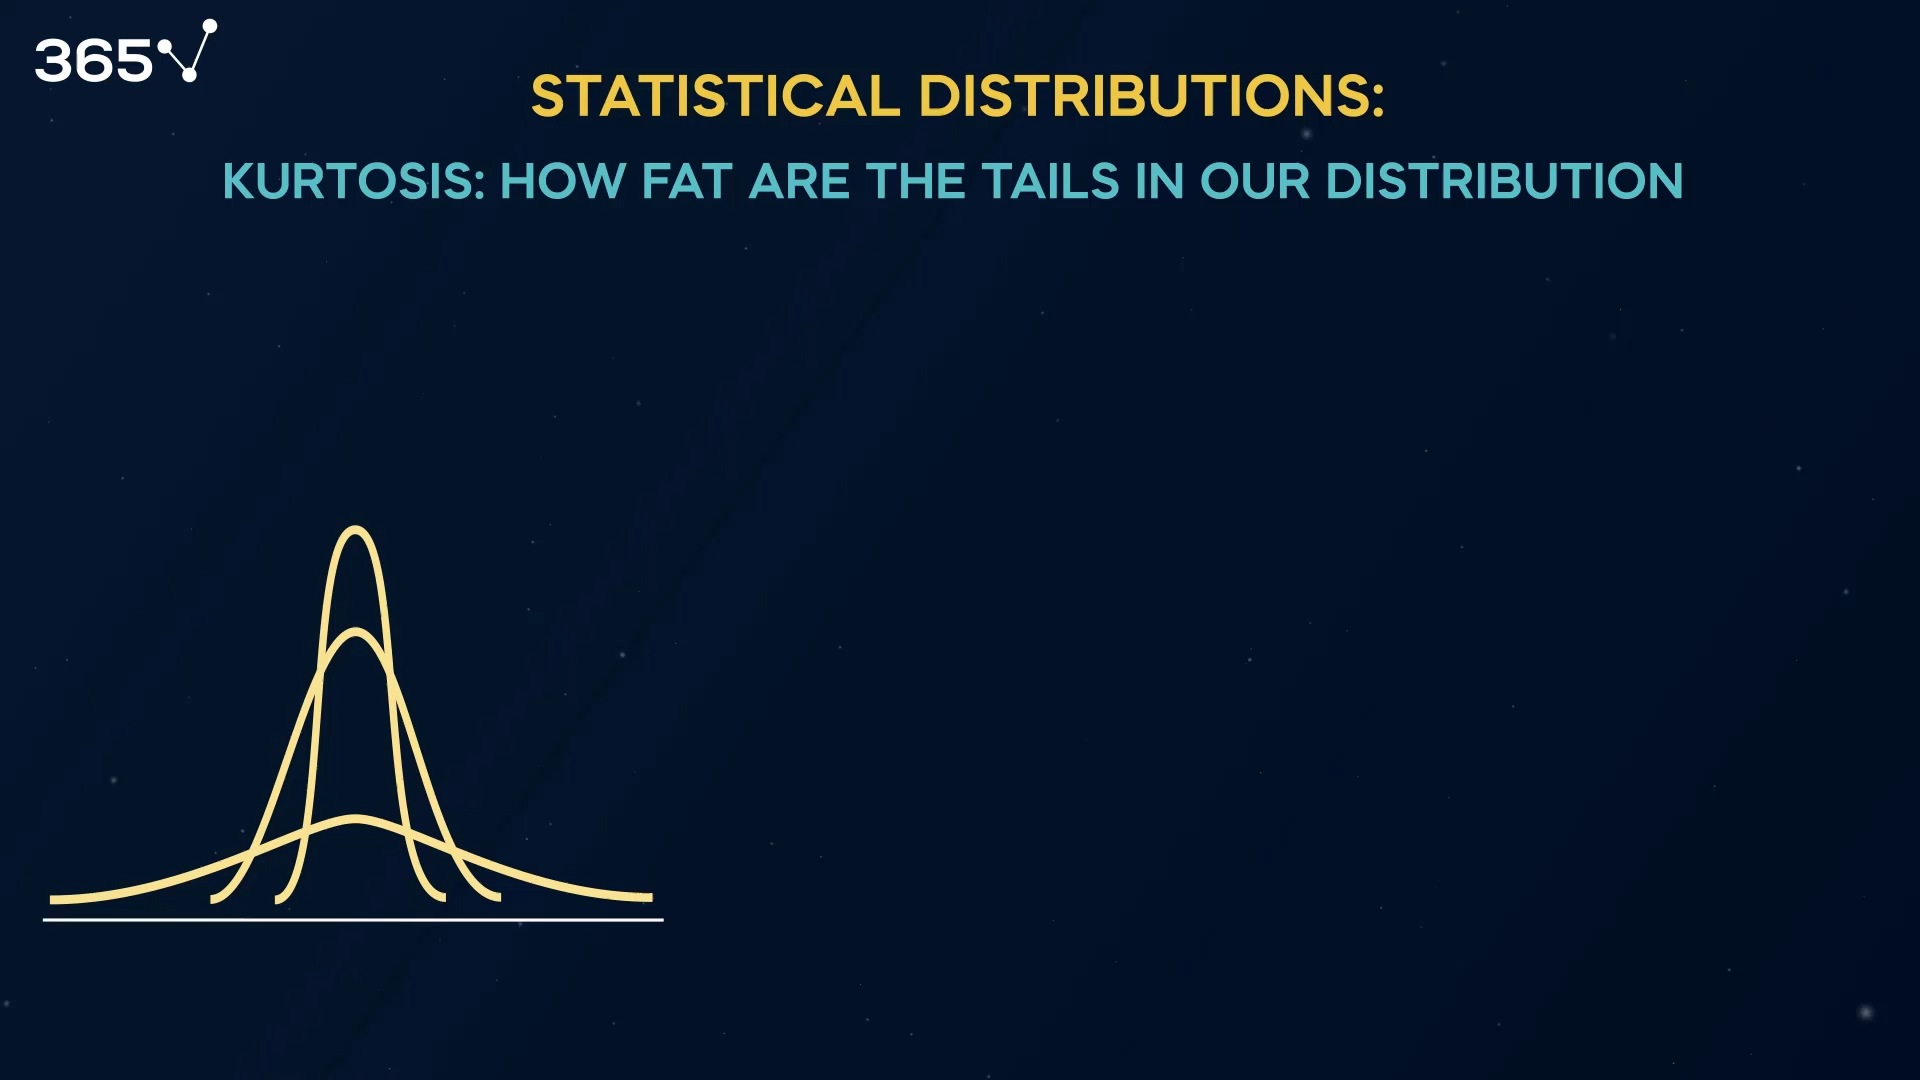 365
STATISTICAL DISTRIBUTIONS:
KURTOSIS: HOW FAT ARE THE TAILS IN OUR DISTRIBUTION